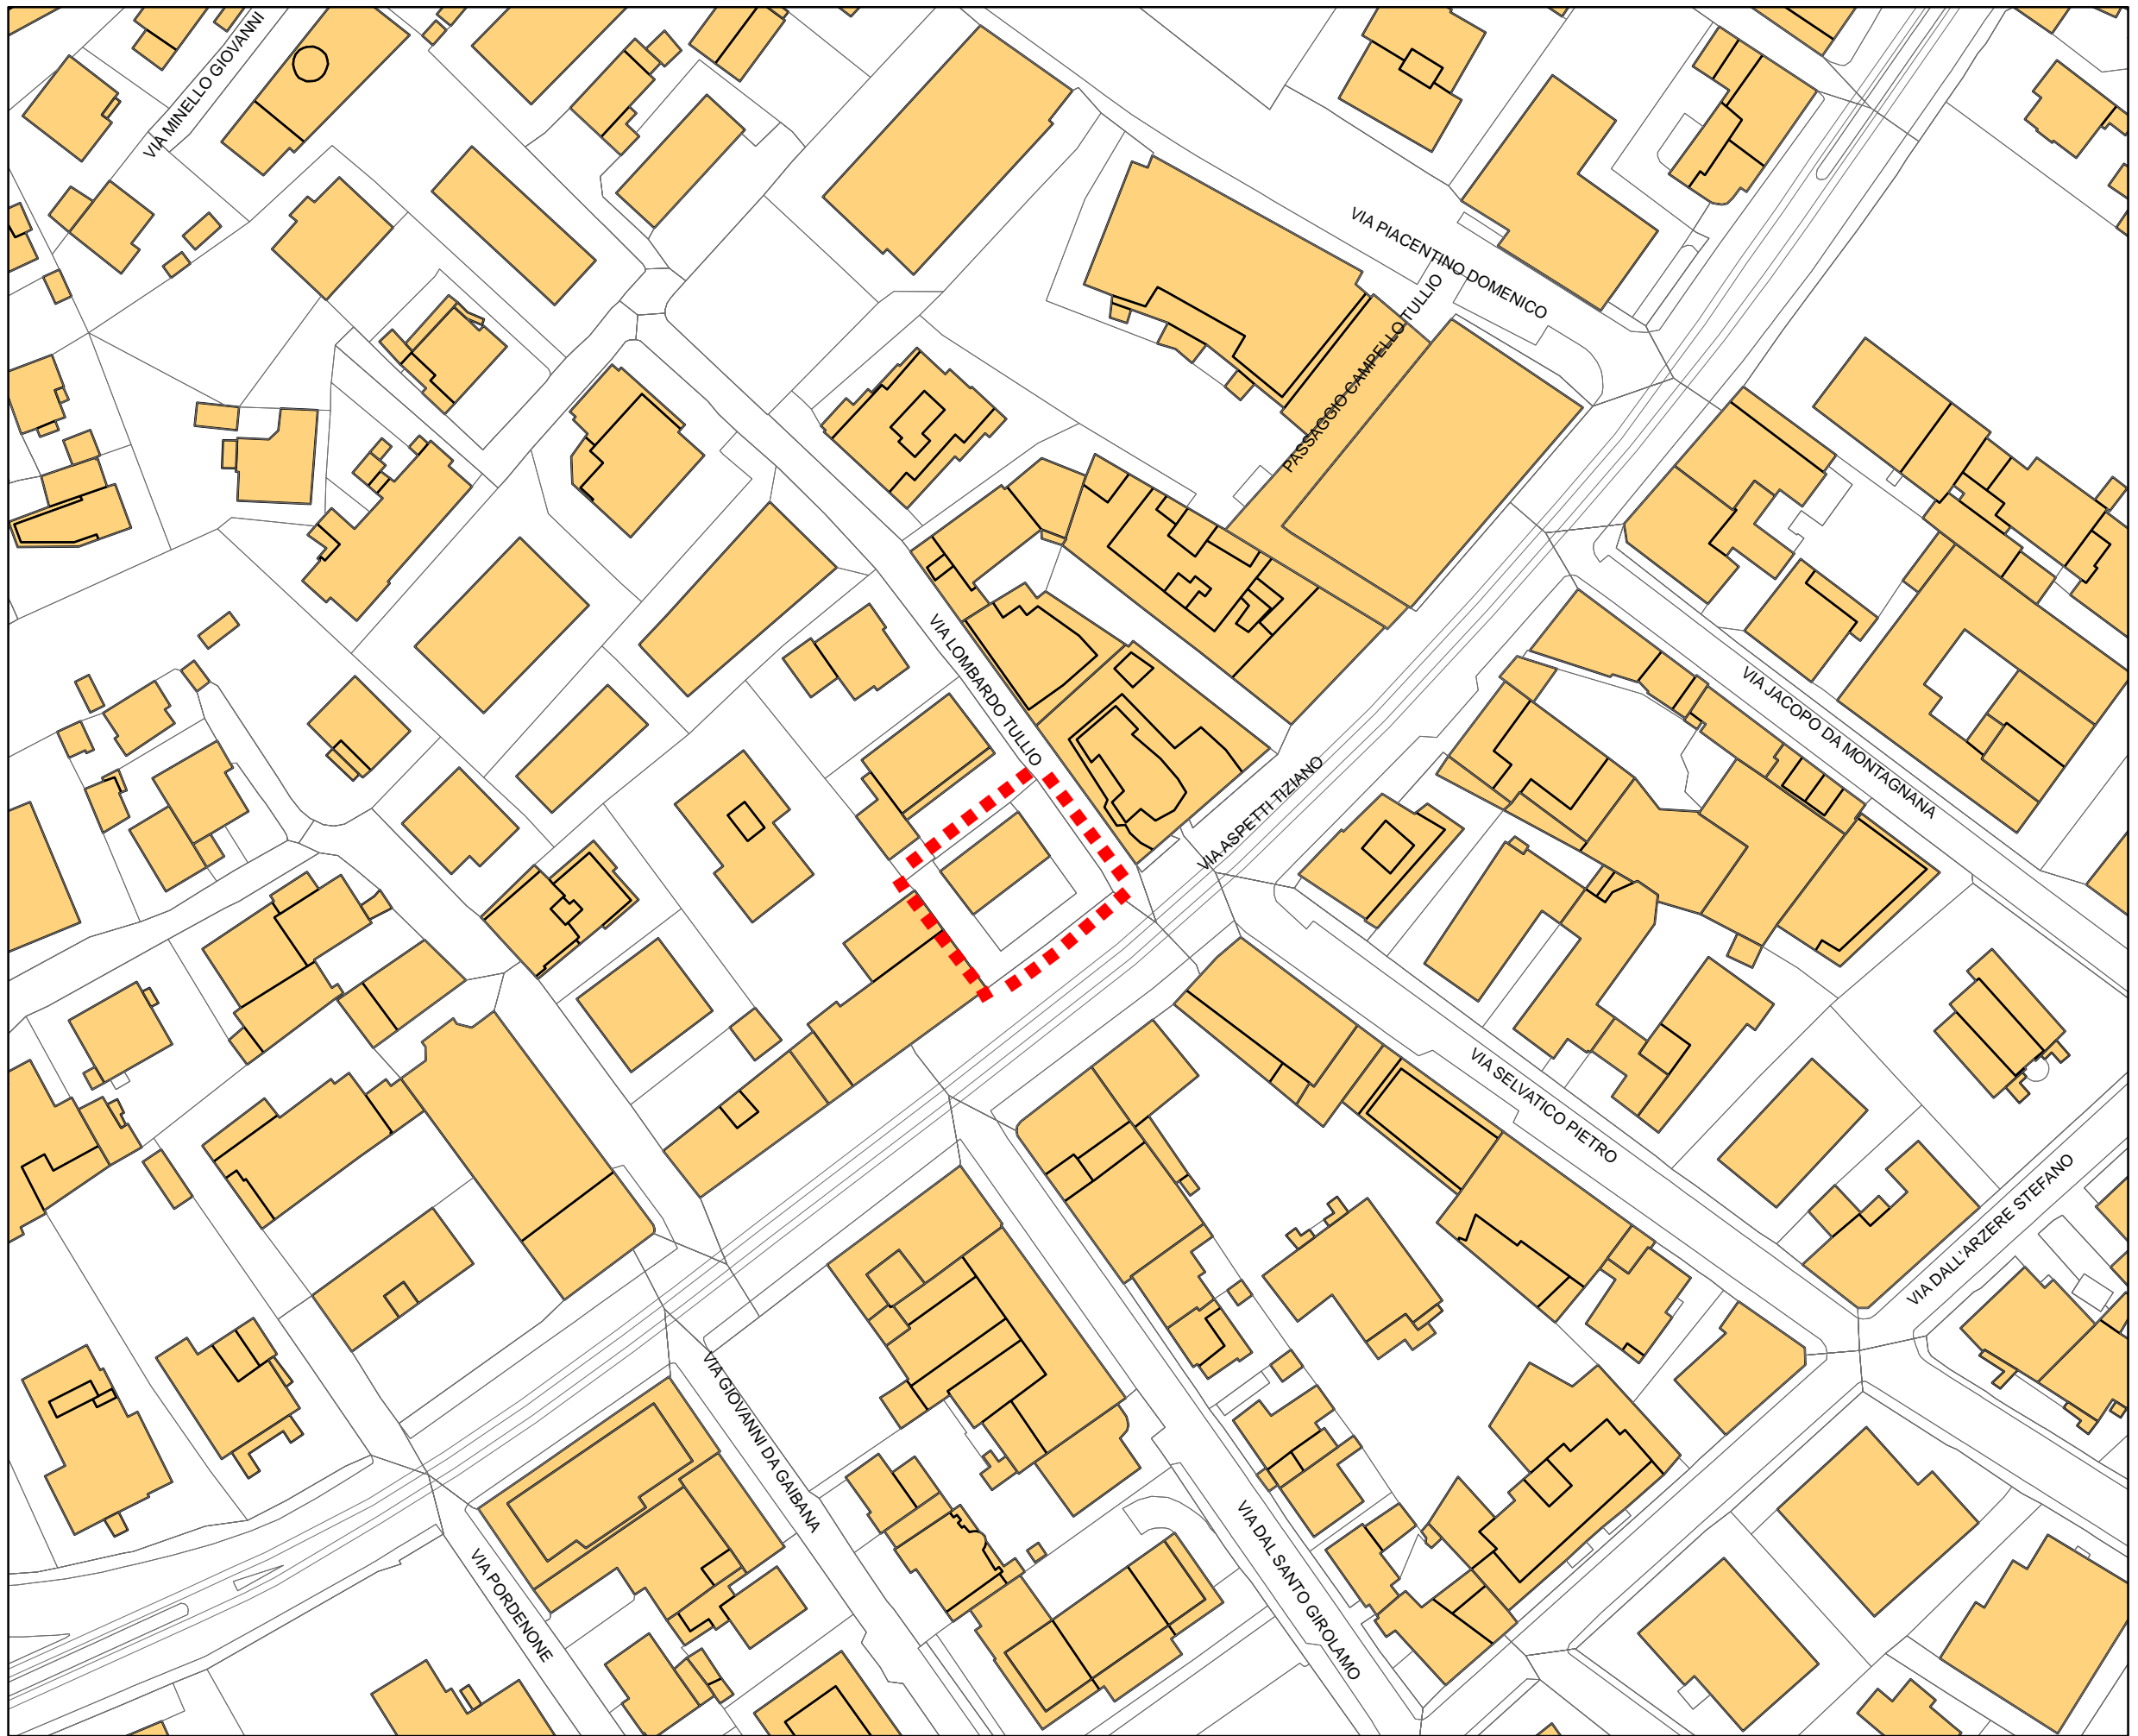 VIA MINELLO GIOVANNI
VIA PIACENTINO DOMENICO
PASSAGGIO CAMPELLO TULLIO
VIA LOMBARDO TULLIO
VIA JACOPO DA MONTAGNANA
VIA ASPETTI TIZIANO
VIA SELVATICO PIETRO
VIA DALL'ARZERE STEFANO
VIA GIOVANNI DA GAIBANA
VIA DAL SANTO GIROLAMO
VIA PORDENONE